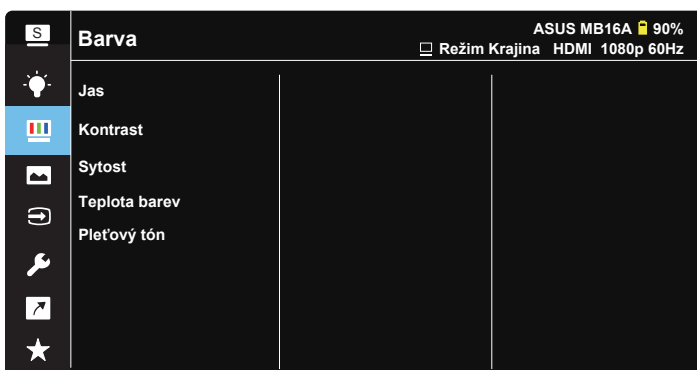 S
Barva
ASUS MB16A 90%
Režim Krajina HDMI 1080p 60Hz
Jas
Kontrast
Sytost
Teplota barev
Pleťový tón